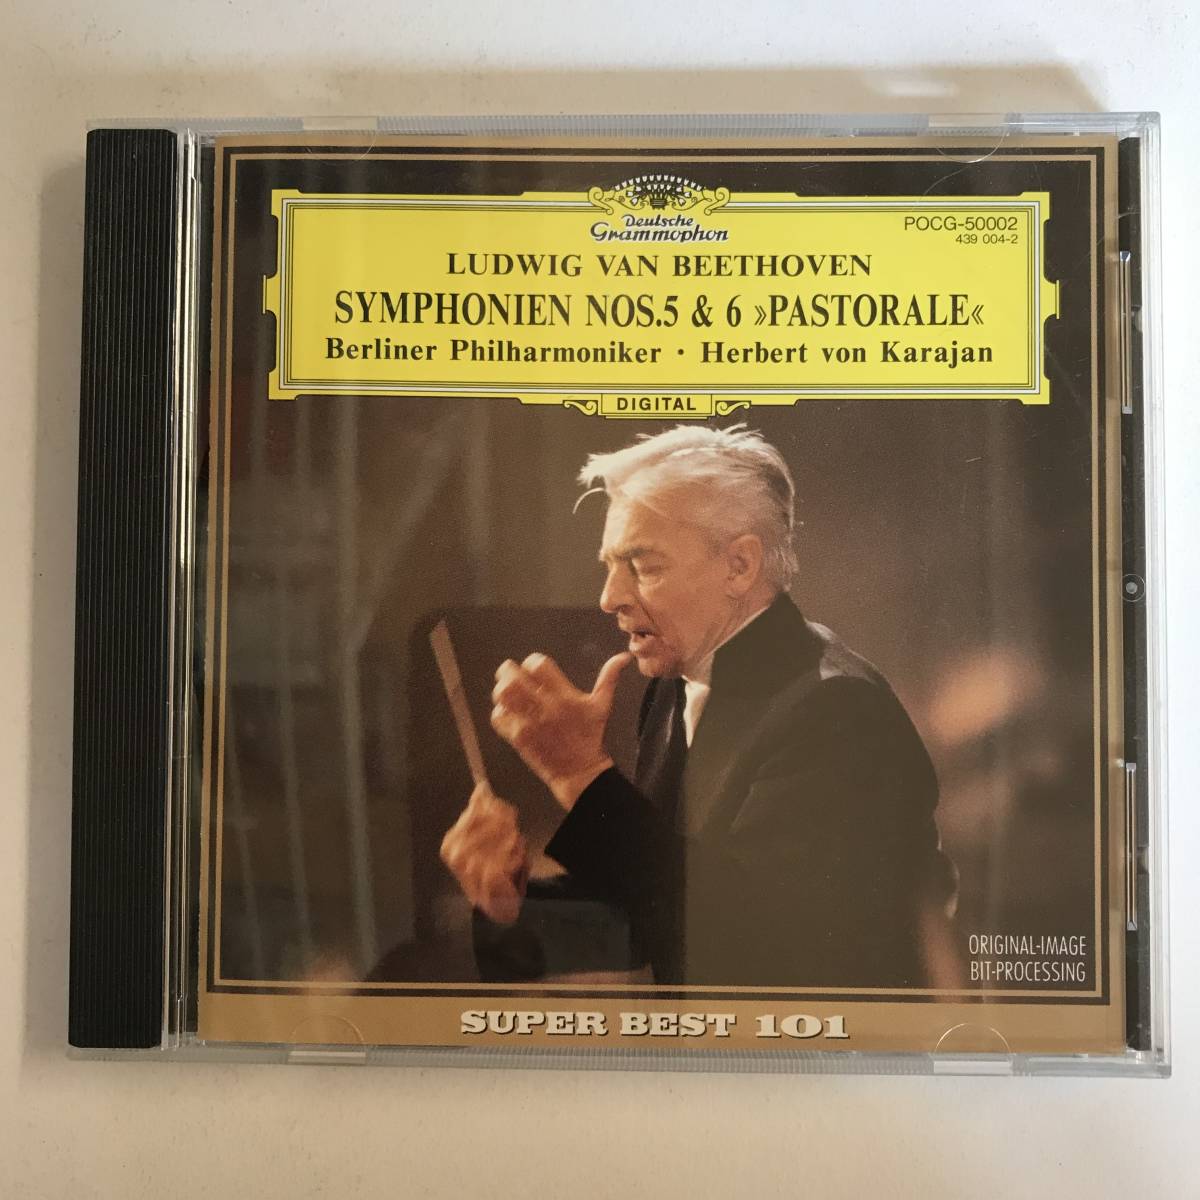 Deutsche
Grammophon
POCG-50002
439 004-2
LUDWIG VAN BEETHOVEN
SYMPHONIEN NOS.5 & 6 »PASTORALE«
Berliner Philharmoniker · Herbert von Karajan
DIGITAL
ORIGINAL-IMAGE
BIT-PROCESSING
SUPER BEST 101